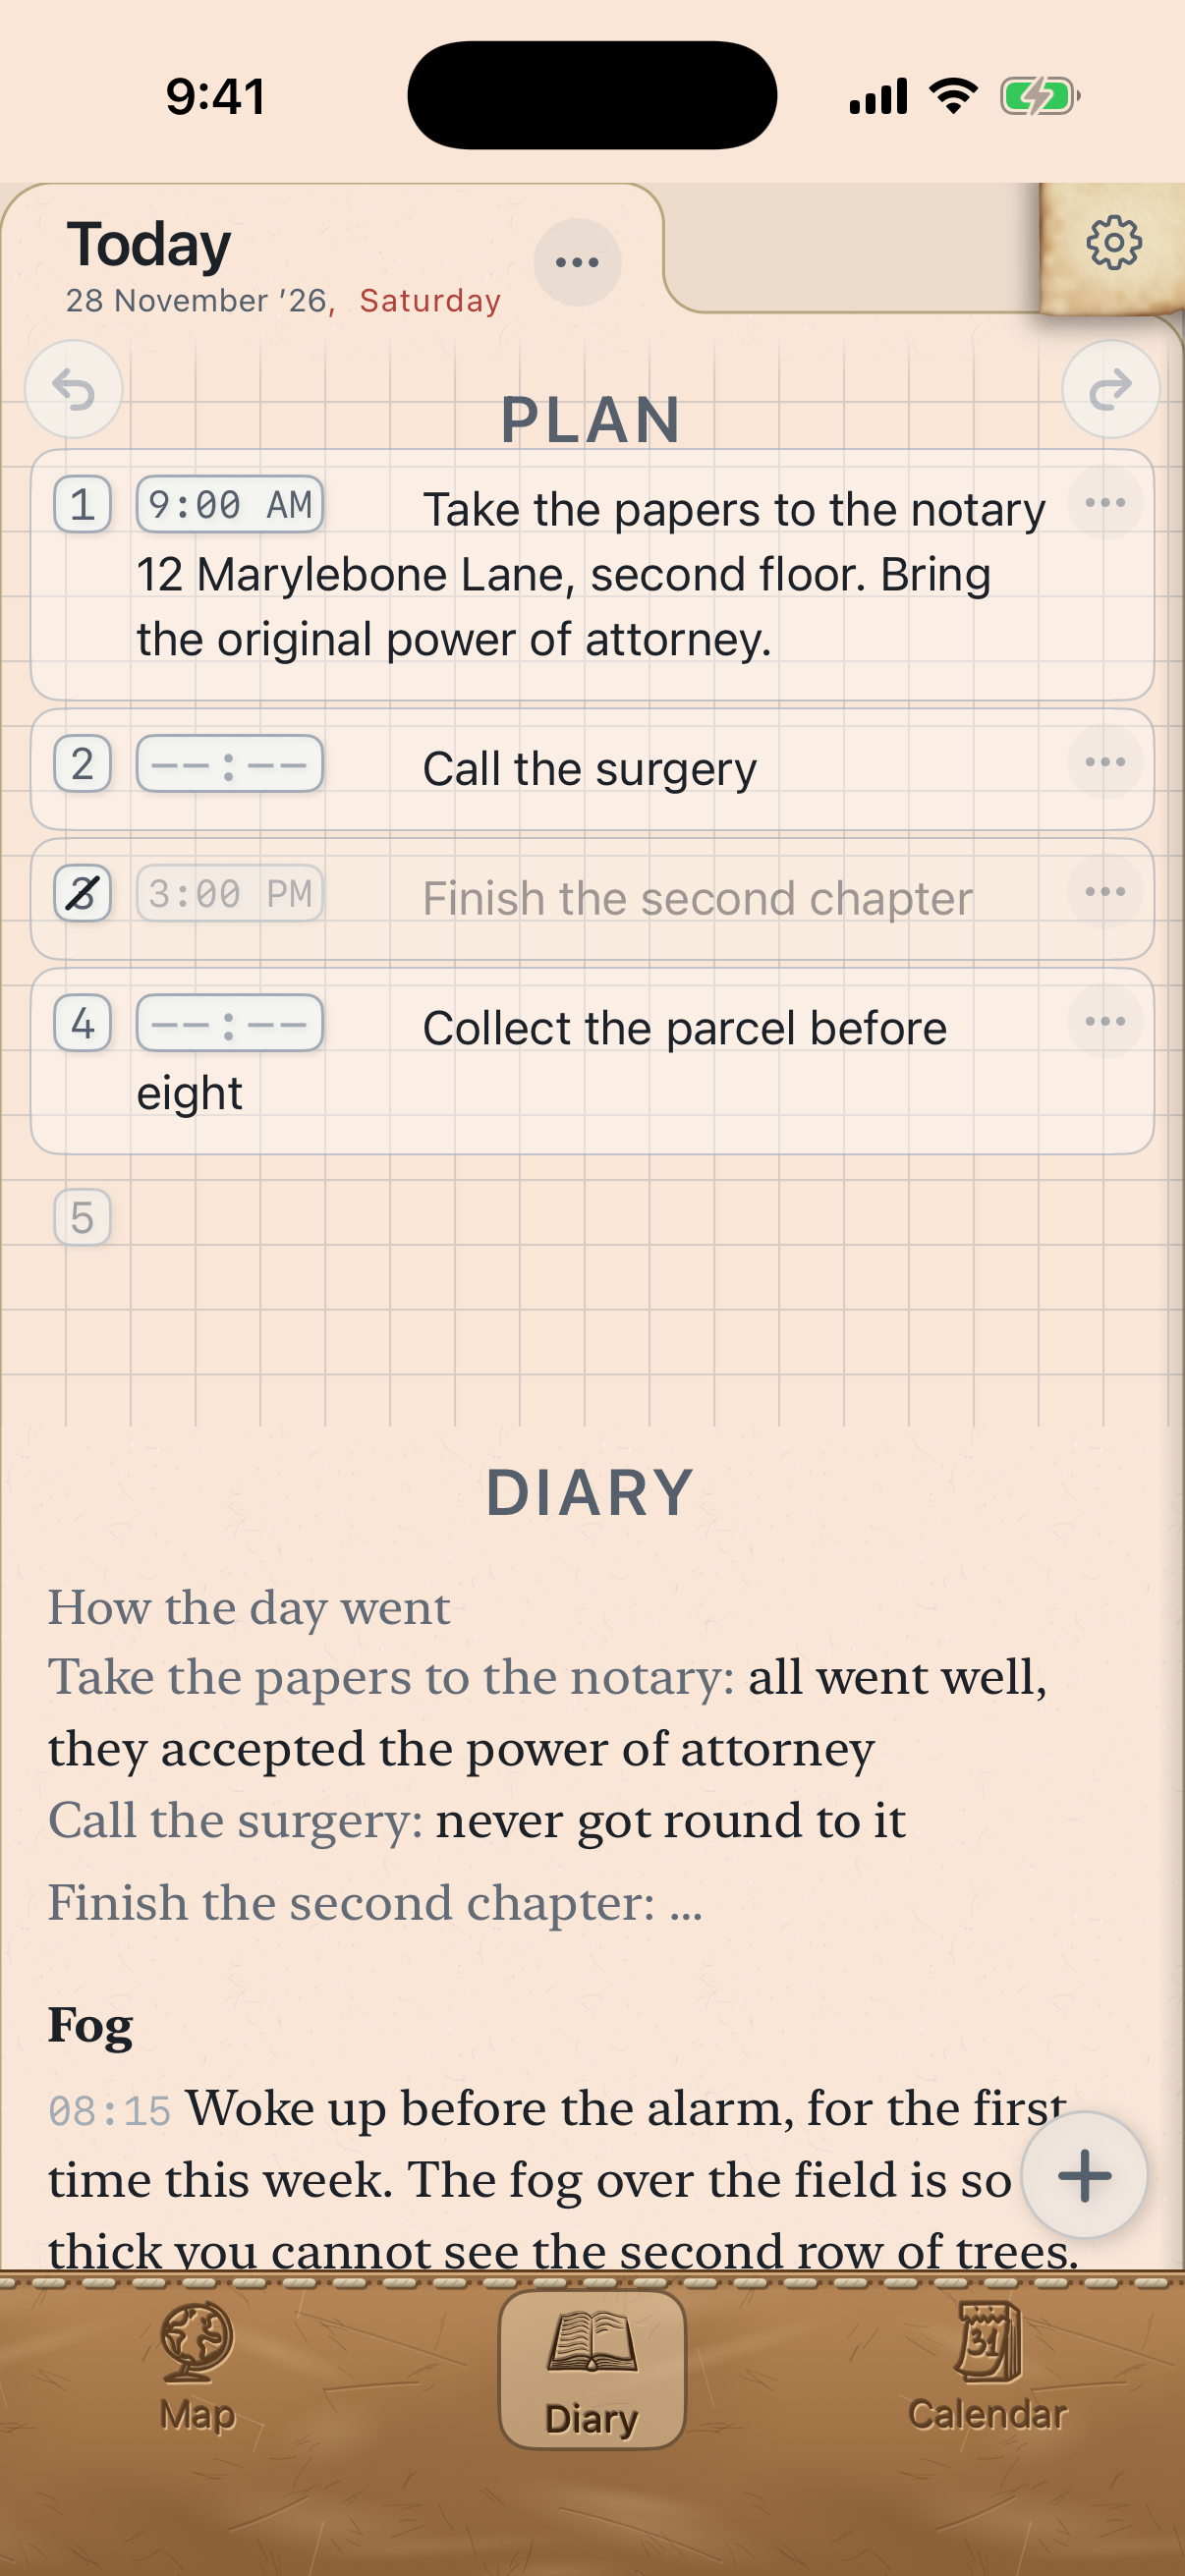 9:41
Today
28 November ’26, Saturday
PLAN
1 9:00 AM Take the papers to the notary
12 Marylebone Lane, second floor. Bring
the original power of attorney.
2 --:-- Call the surgery
3 3:00 PM Finish the second chapter
4 --:-- Collect the parcel before
eight
5
DIARY
How the day went
Take the papers to the notary: all went well,
they accepted the power of attorney
Call the surgery: never got round to it
Finish the second chapter: ...
Fog
08:15 Woke up before the alarm, for the first
time this week. The fog over the field is so
thick you cannot see the second row of trees.
31
Map
Diary
Calendar